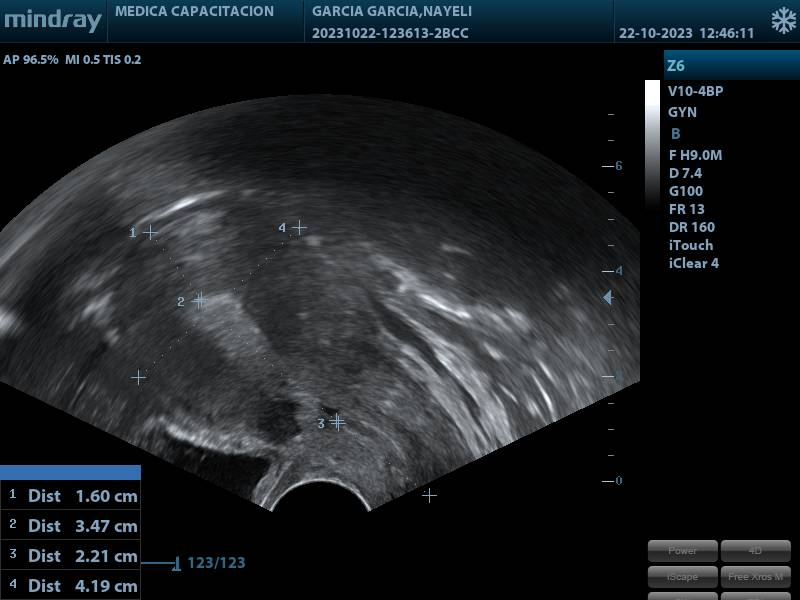 mindray
MEDICA CAPACITACION
GARCIA GARCIA,NAYELI
20231022-123613-2BCC
22-10-2023 12:46:11
AP 96.5% MI 0.5 TIS 0.2
Z6
V10-4BP
GYN
B
F H9.0M
D 7.4
G100
FR 13
DR 160
iTouch
iClear 4
6
4
0
1
4
2
3
1 Dist 1.60 cm
2 Dist 3.47 cm
3 Dist 2.21 cm
4 Dist 4.19 cm
123/123
Power
4D
iScape
Free Xros M